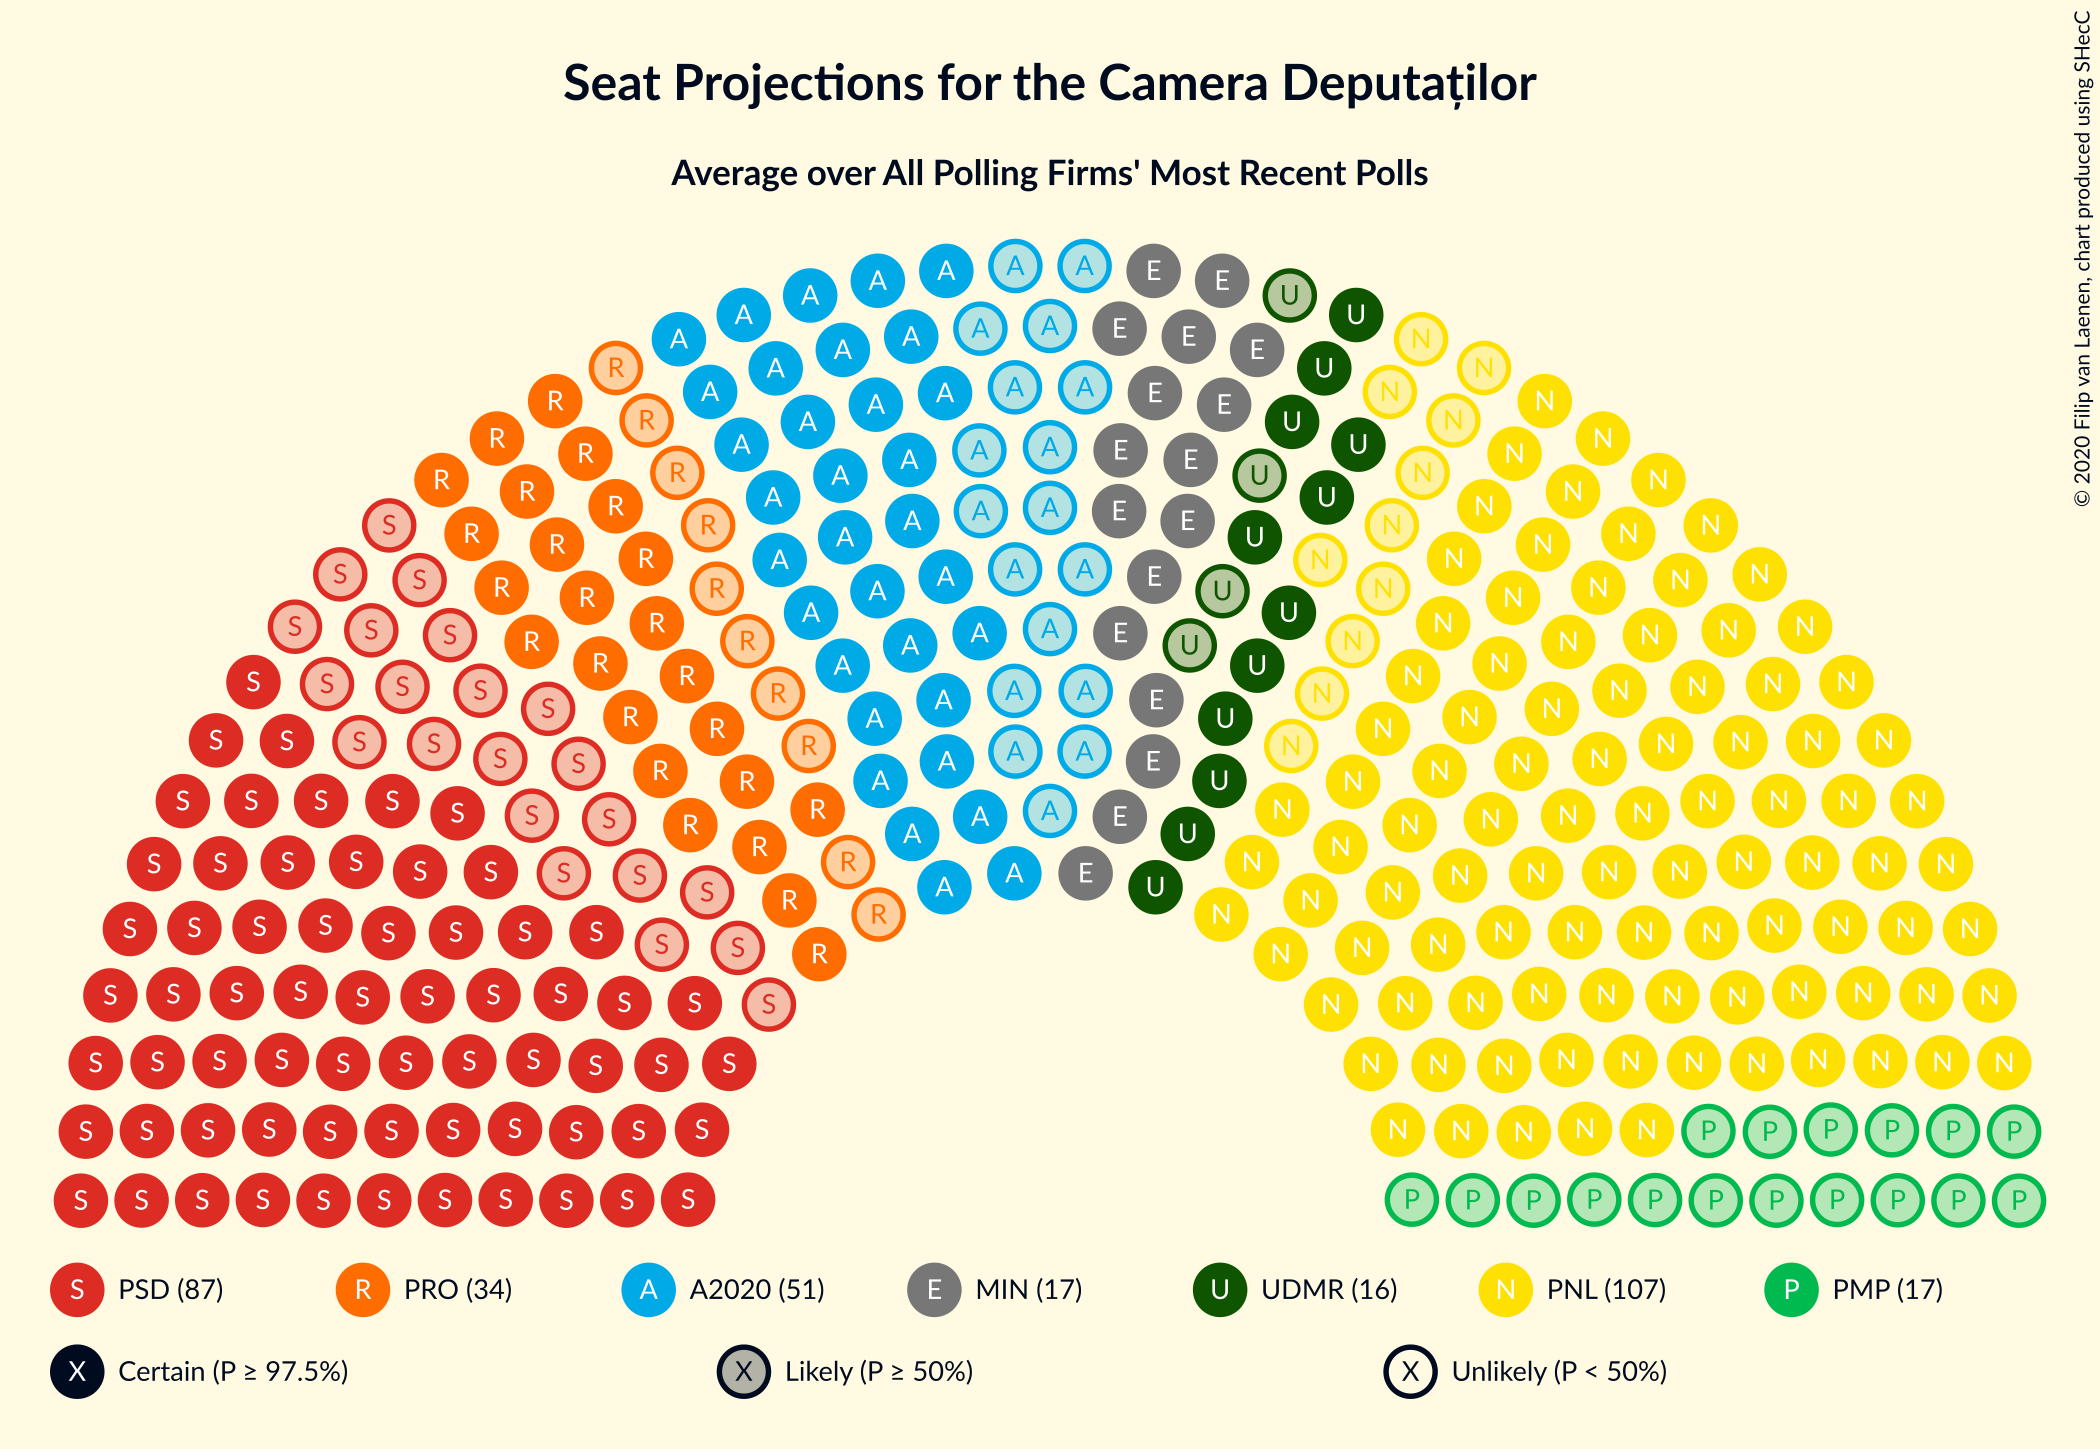 Seat Projections for the Camera Deputaților
Average over All Polling Firms' Most Recent Polls
© 2020 Filip van Laenen, chart produced using SHecC
S PSD (87) R PRO (34) A A2020 (51) E MIN (17) U UDMR (16) N PNL (107) P PMP (17)
X Certain (P ≥ 97.5%) X Likely (P ≥ 50%) X Unlikely (P < 50%)